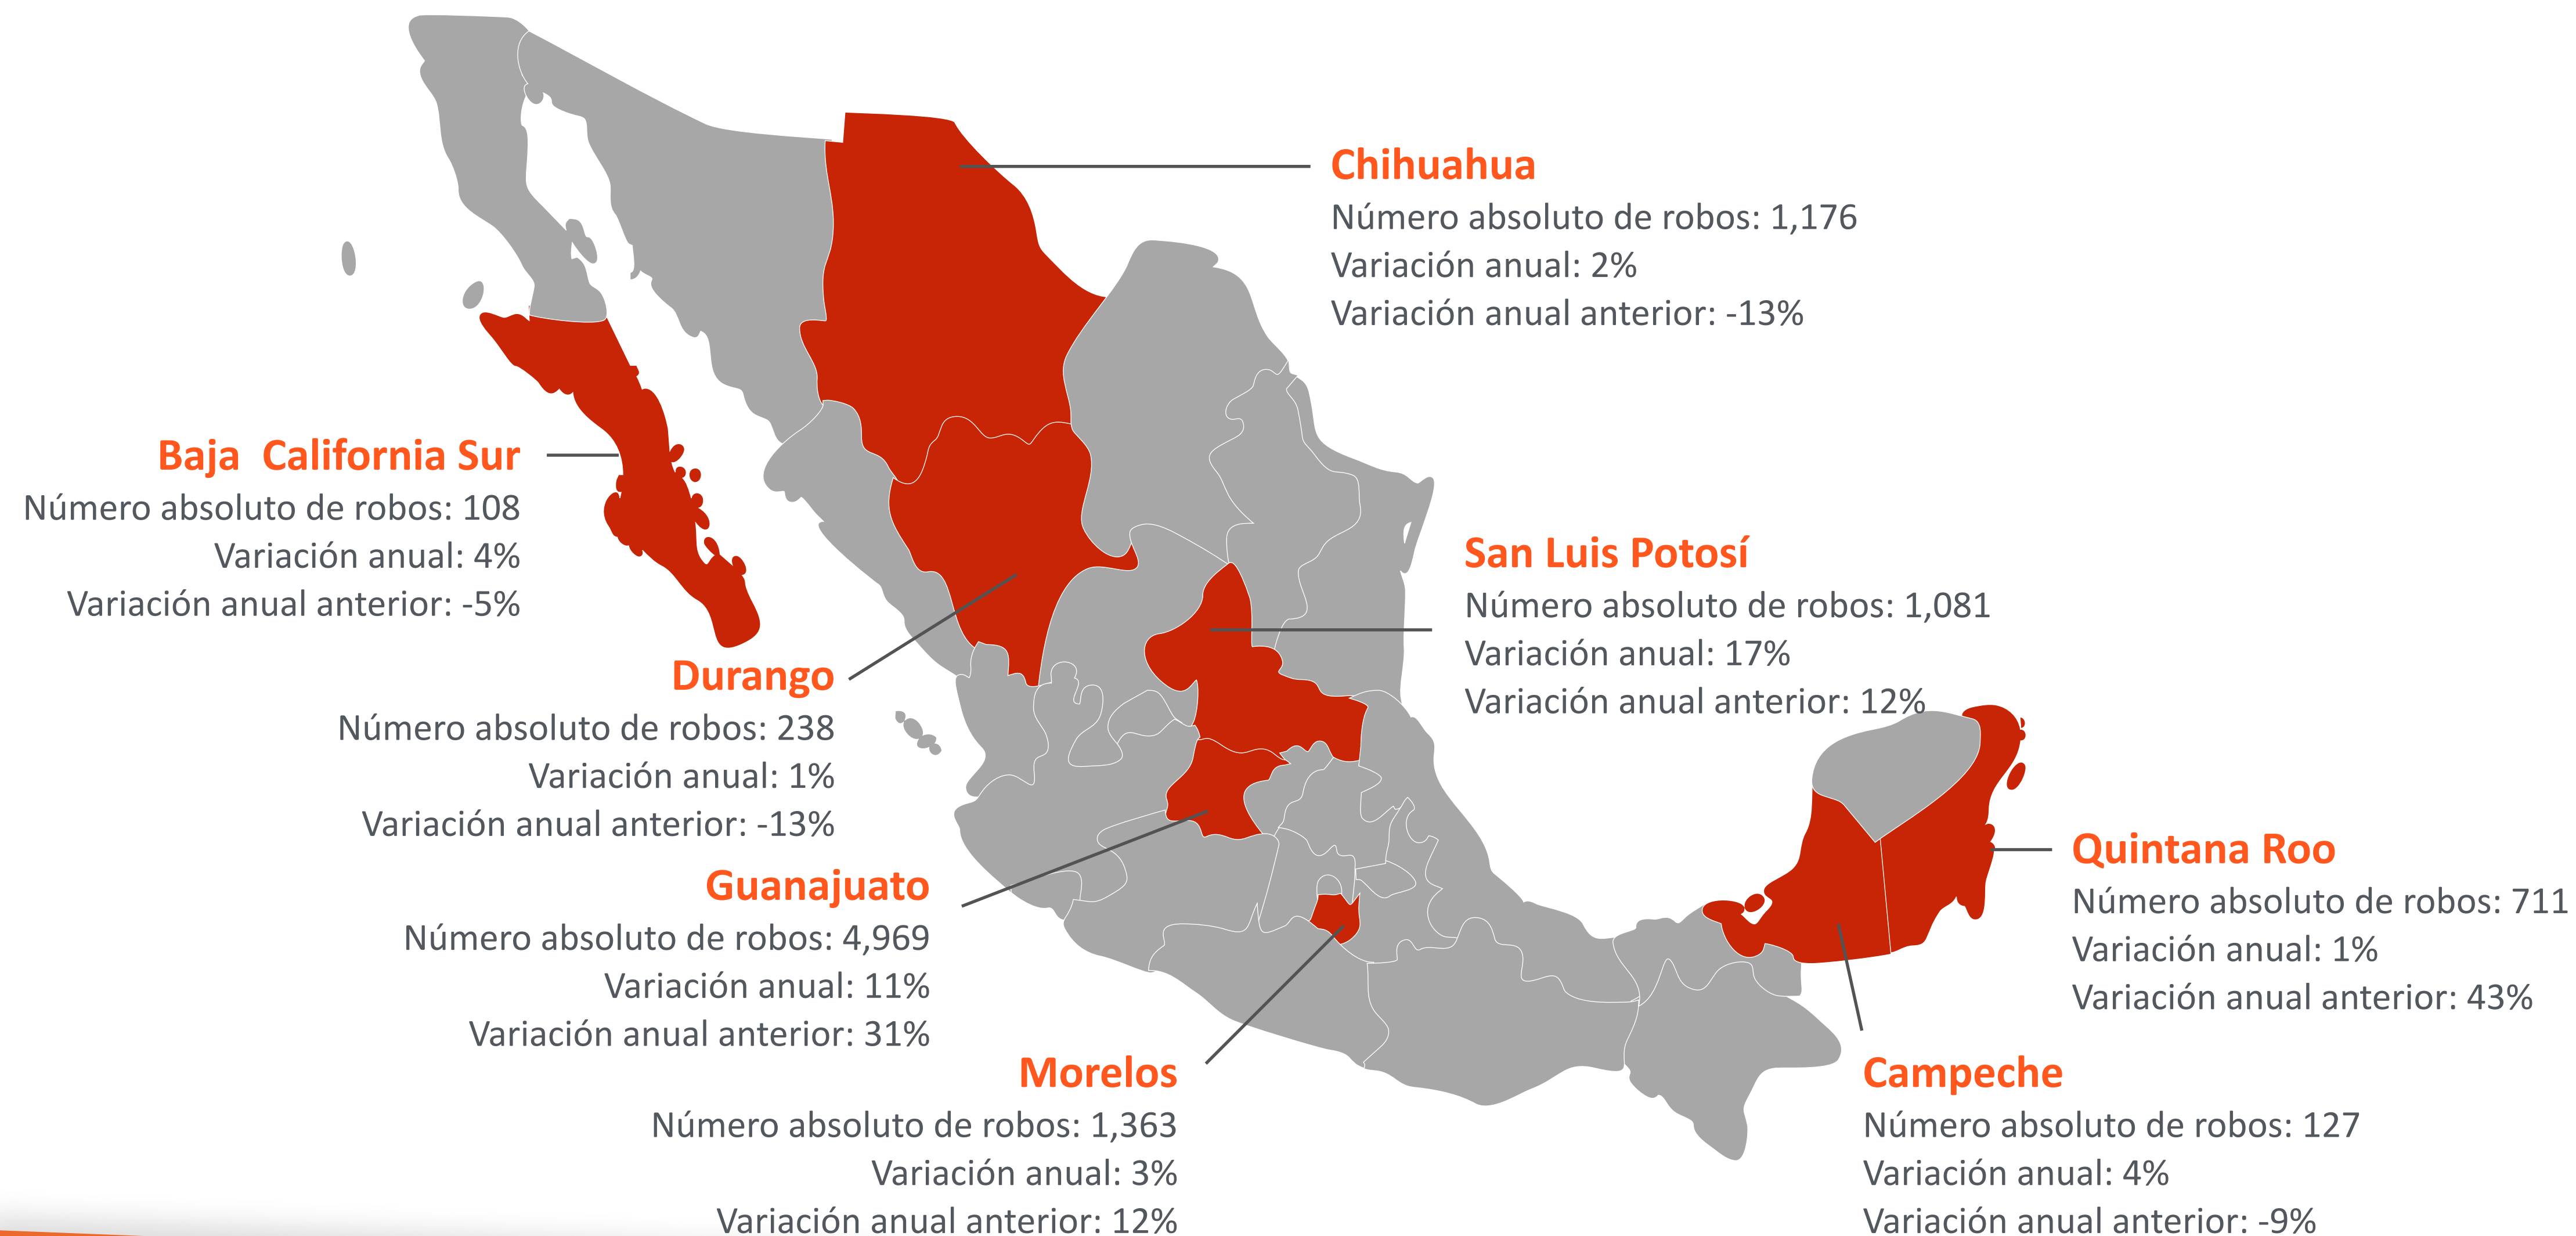 Chihuahua
Número absoluto de robos: 1,176
Variación anual: 2%
Variación anual anterior: -13%
Baja  California Sur
Número absoluto de robos: 108
Variación anual: 4%
Variación anual anterior: -5%
San Luis Potosí
Número absoluto de robos: 1,081
Variación anual: 17%
Variación anual anterior: 12%
Durango
Número absoluto de robos: 238
Variación anual: 1%
Variación anual anterior: -13%
Quintana Roo
Número absoluto de robos: 711
Variación anual: 1%
Variación anual anterior: 43%
Guanajuato
Número absoluto de robos: 4,969
Variación anual: 11%
Variación anual anterior: 31%
Morelos
Número absoluto de robos: 1,363
Variación anual: 3%
Variación anual anterior: 12%
Campeche
Número absoluto de robos: 127
Variación anual: 4%
Variación anual anterior: -9%